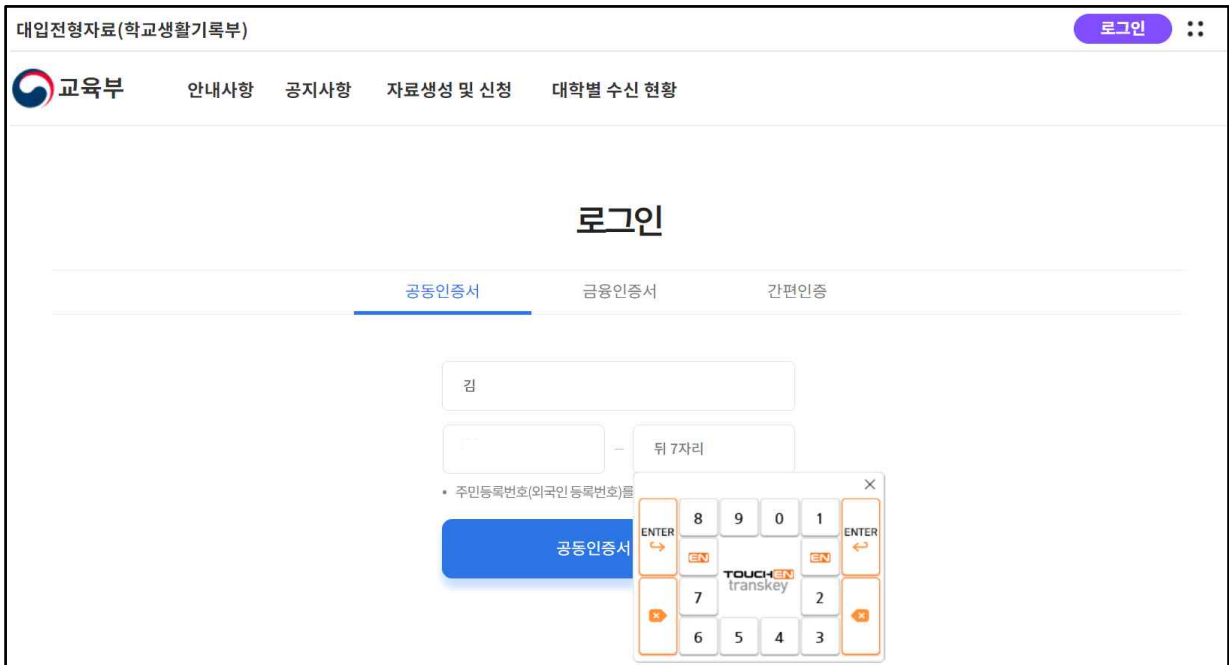 대입전형자료(학교생활기록부)
로그인
교육부 안내사항 공지사항 자료생성 및 신청 대학별 수신 현황
로그인
공동인증서 금융인증서 간편인증
김
– 뒤 7자리
• 주민등록번호(외국인 등록번호)를
공동인증서
ENTER 8 9 0 1 ENTER
EN EN
TOUCHEN
transkey
7 2
6 5 4 3